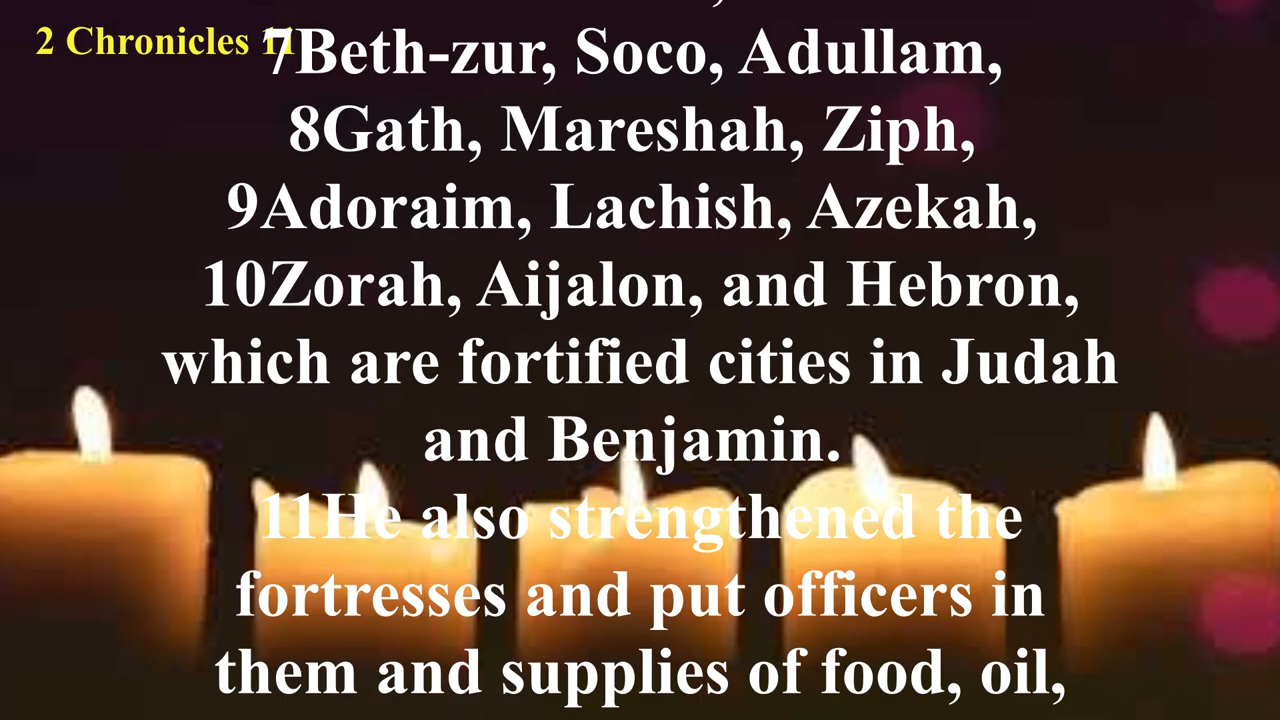 2 Chronicles 11
7Beth-zur, Soco, Adullam,
8Gath, Mareshah, Ziph,
9Adoraim, Lachish, Azekah,
10Zorah, Aijalon, and Hebron,
which are fortified cities in Judah
and Benjamin.
11He also strengthened the
fortresses and put officers in
them and supplies of food, oil,